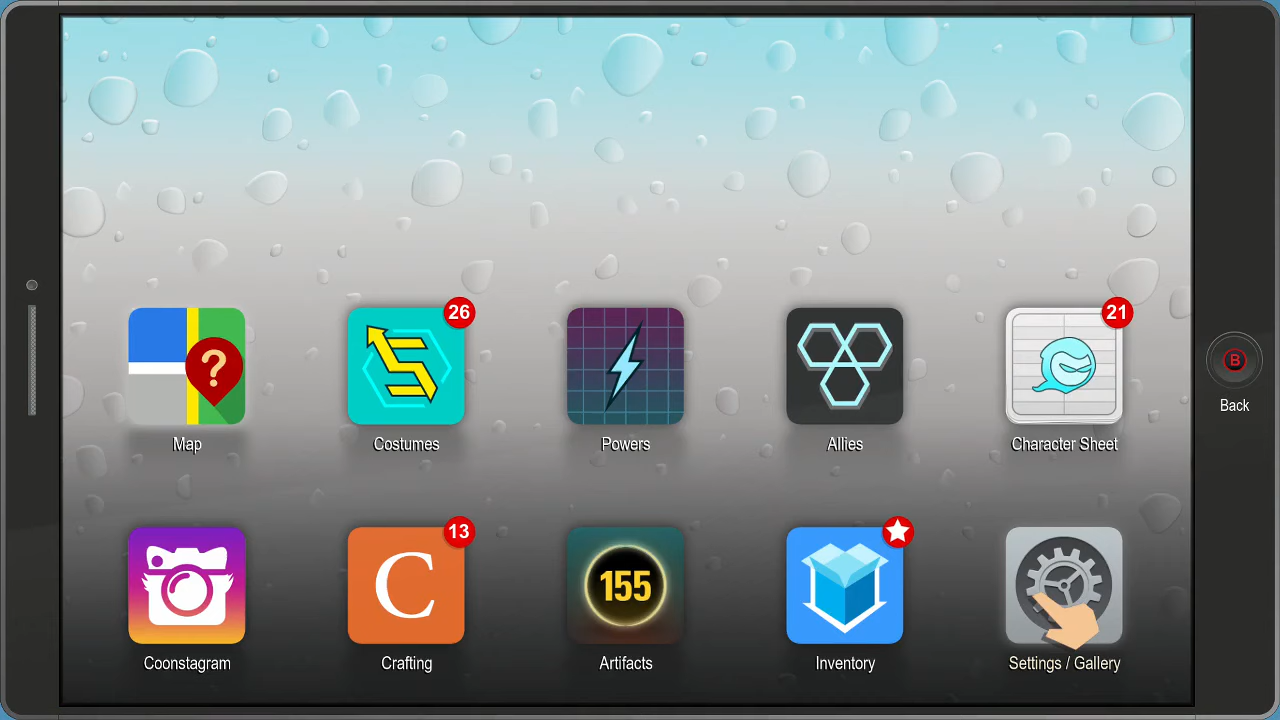 26
21
?
Map
Costumes
Powers
Allies
Character Sheet
B
Back
13
C
155
Coonstagram
Crafting
Artifacts
Inventory
Settings / Gallery